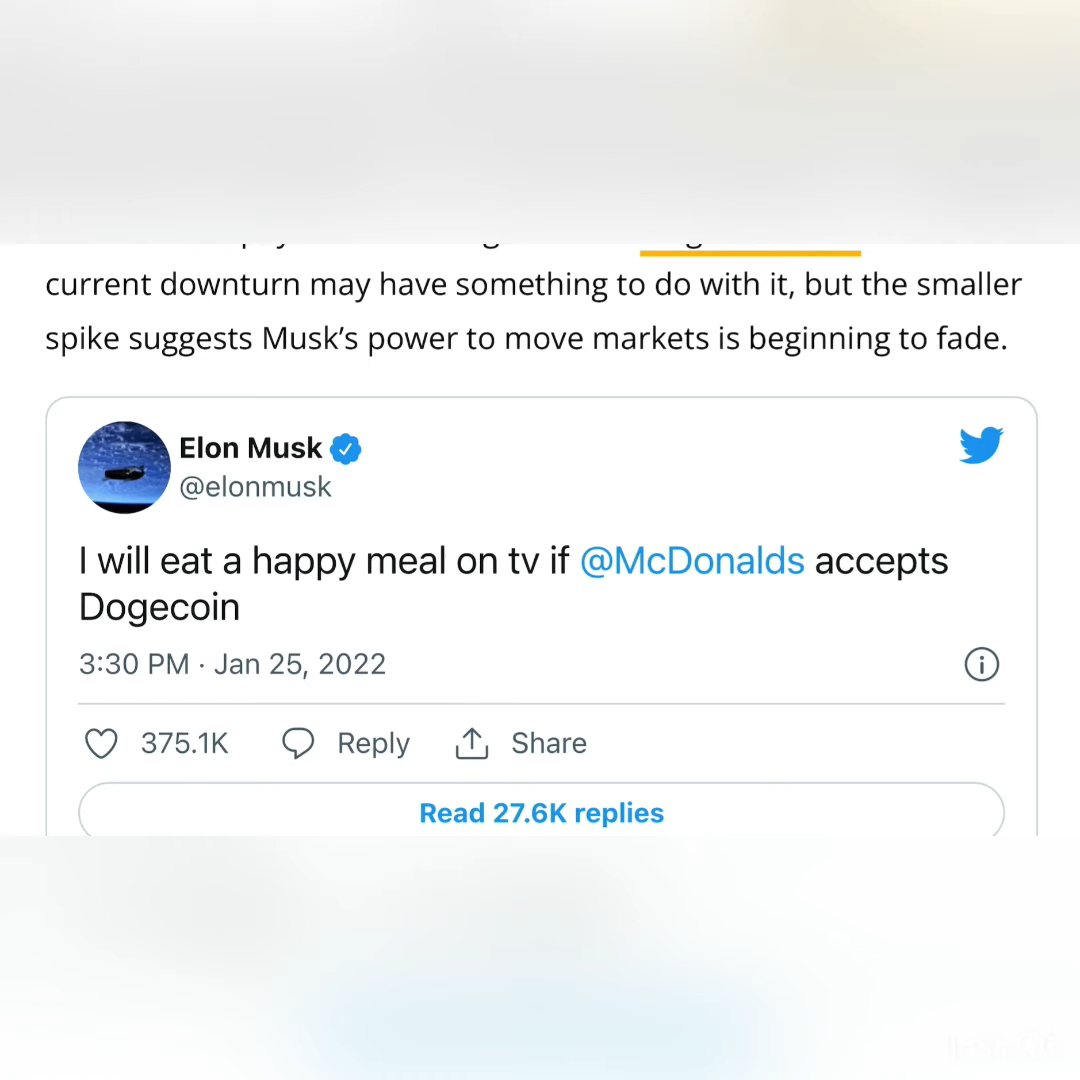 current downturn may have something to do with it, but the smaller
spike suggests Musk’s power to move markets is beginning to fade.
Elon Musk
@elonmusk
I will eat a happy meal on tv if @McDonalds accepts
Dogecoin
3:30 PM · Jan 25, 2022
375.1K Reply Share
Read 27.6K replies